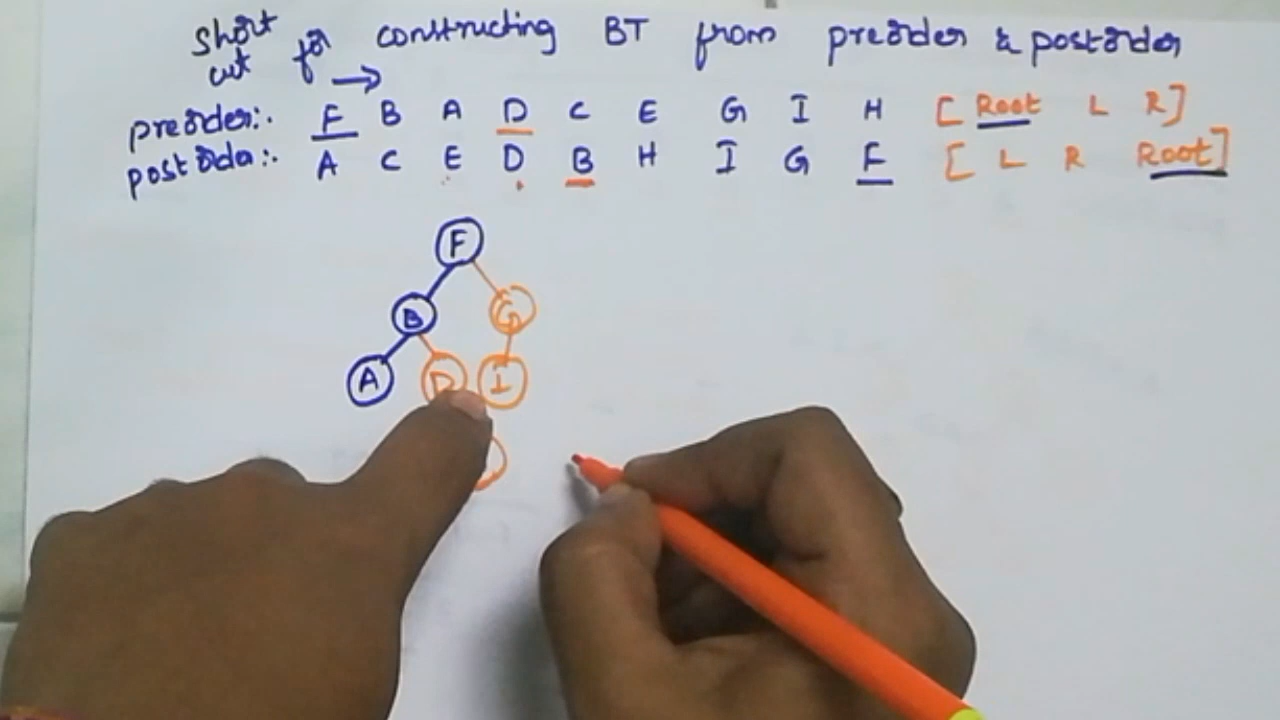 short for constructing BT from preorder & postorder
cut
preorder:. F B A D C E G I H [Root L R]
postorder:. A C E D B H I G F [L R Root]
F
B G
A D I